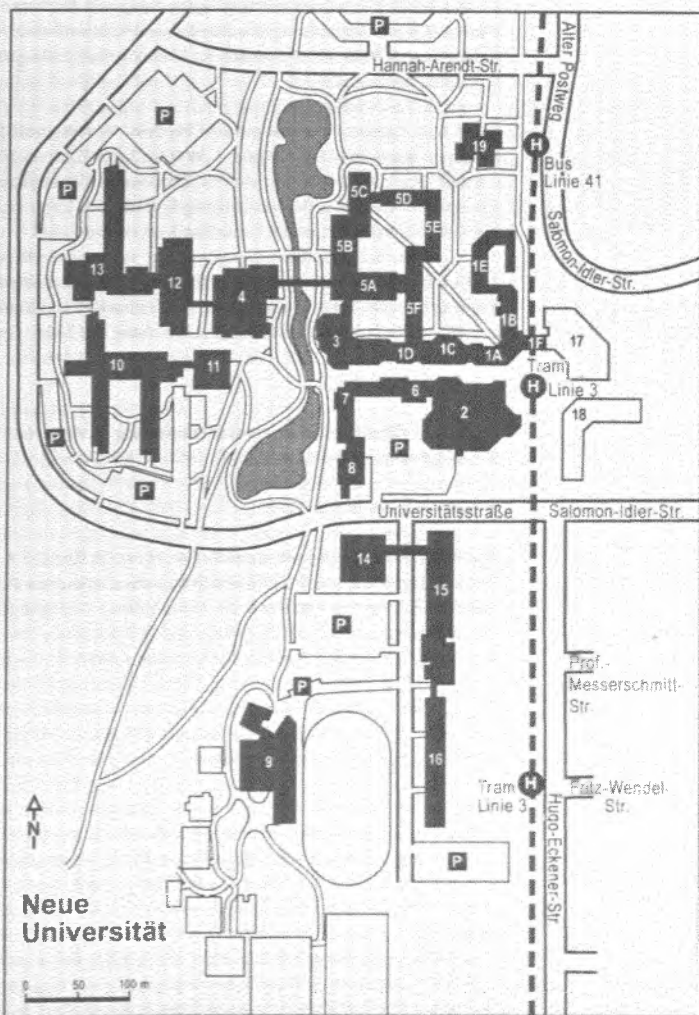 P
Hannah-Arendt-Str.
Alter Postweg
P
19
H
Bus
Linie 41
P
5C
5D
5E
5B
1E
Salomon-Idler-Str.
13
12
4
5A
5F
1B
3
1D
1C
1A
1F
17
Tram
Linie 3
H
10
11
7
6
2
18
P
P
8
P
Universitätsstraße
Salomon-Idler-Str.
14
15
P
Prof.-
Messerschmitt-
Str.
P
9
16
Tram
Linie 3
H
Fritz-Wendel-
Str.
N
Hugo-Eckener-Str
P
Neue
Universität
0 50 100 m